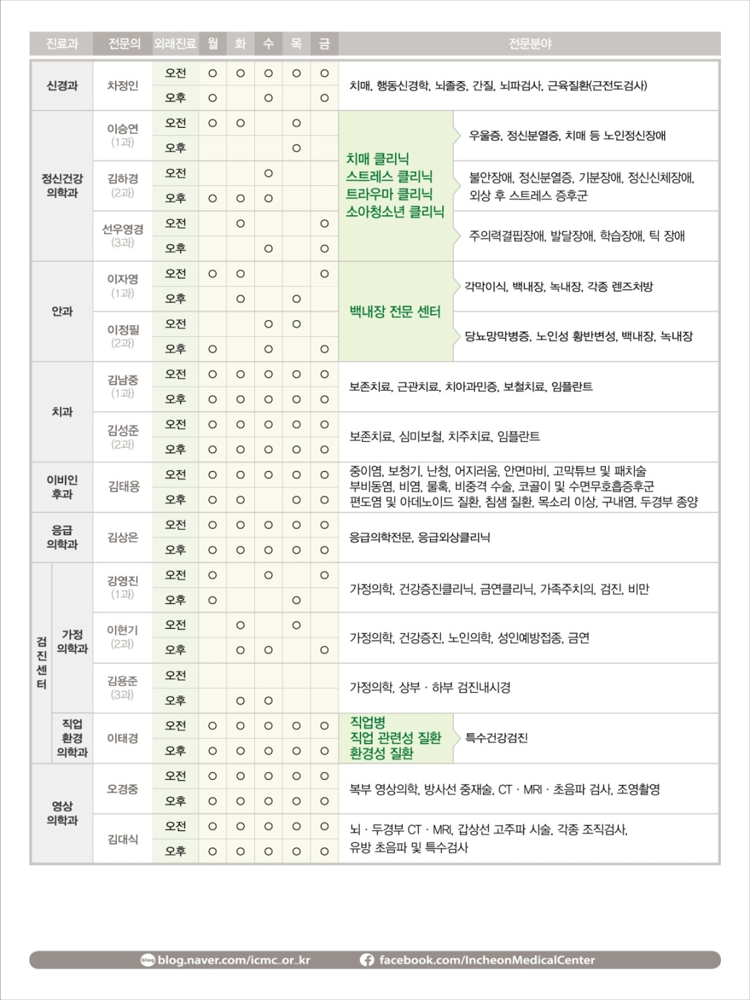 진료과 전문의 외래진료 월 화 수 목 금 전문분야
신경과 차정인 오전 ○ ○ ○ ○ ○ 치매, 행동신경학, 뇌졸중, 간질, 뇌파검사, 근육질환(근전도검사)
오후 ○ ○ ○
정신건강
의학과
이승연
(1과)
오전 ○ ○ ○
오후 ○
치매 클리닉
스트레스 클리닉
트라우마 클리닉
소아청소년 클리닉
우울증, 정신분열증, 치매 등 노인정신장애
김하경
(2과)
오전 ○
오후 ○ ○ ○
불안장애, 정신분열증, 기분장애, 정신신체장애,
외상 후 스트레스 증후군
선우영경
(3과)
오전 ○ ○
오후 ○ ○
주의력결핍장애, 발달장애, 학습장애, 틱 장애
안과
이자영
(1과)
오전 ○ ○ ○
오후 ○ ○
백내장 전문 센터
각막이식, 백내장, 녹내장, 각종 렌즈처방
이정필
(2과)
오전 ○ ○
오후 ○ ○ ○
당뇨망막병증, 노인성 황반변성, 백내장, 녹내장
치과
김남중
(1과)
오전 ○ ○ ○ ○ ○
오후 ○ ○ ○ ○ ○
보존치료, 근관치료, 치아과민증, 보철치료, 임플란트
김성준
(2과)
오전 ○ ○ ○ ○ ○
오후 ○ ○ ○ ○ ○
보존치료, 심미보철, 치주치료, 임플란트
이비인
후과
김태용
오전 ○ ○ ○ ○ ○
오후 ○ ○ ○ ○
중이염, 보청기, 난청, 어지러움, 안면마비, 고막튜브 및 패치술
부비동염, 비염, 물혹, 비중격 수술, 코골이 및 수면무호흡증후군
편도염 및 아데노이드 질환, 침샘 질환, 목소리 이상, 구내염, 두경부 종양
응급
의학과
김상은
오전 ○ ○ ○ ○ ○
오후 ○ ○ ○ ○ ○
응급의학전문, 응급외상클리닉
검
진
센
터
가정
의학과
강영진
(1과)
오전 ○ ○ ○
오후 ○ ○
가정의학, 건강증진클리닉, 금연클리닉, 가족주치의, 검진, 비만
이현기
(2과)
오전 ○ ○
오후 ○ ○ ○
가정의학, 건강증진, 노인의학, 성인예방접종, 금연
김용준
(3과)
오전
오후 ○ ○
가정의학, 상부 · 하부 검진내시경
직업
환경
의학과
이태경
오전 ○ ○ ○ ○ ○
오후 ○ ○ ○ ○ ○
직업병
직업 관련성 질환
환경성 질환
특수건강검진
영상
의학과
오경중
오전 ○ ○ ○ ○ ○
오후 ○ ○ ○ ○ ○
복부 영상의학, 방사선 중재술, CT · MRI · 초음파 검사, 조영촬영
김대식
오전 ○ ○ ○ ○ ○
오후 ○ ○ ○ ○ ○
뇌 · 두경부 CT · MRI, 갑상선 고주파 시술, 각종 조직검사,
유방 초음파 및 특수검사
blog blog.naver.com/icmc_or_kr f facebook.com/IncheonMedicalCenter